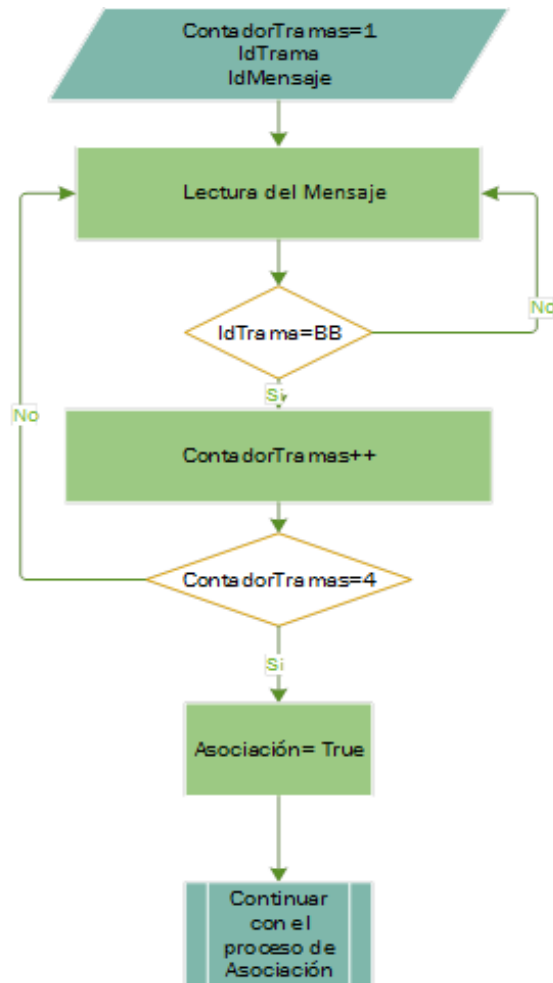 ContadorTramas=1
IdTrama
IdMensaje
Lectura del Mensaje
IdTrama=BB
No
Si
ContadorTramas++
No
ContadorTramas=4
Si
Asociación= True
Continuar
con el
proceso de
Asociación